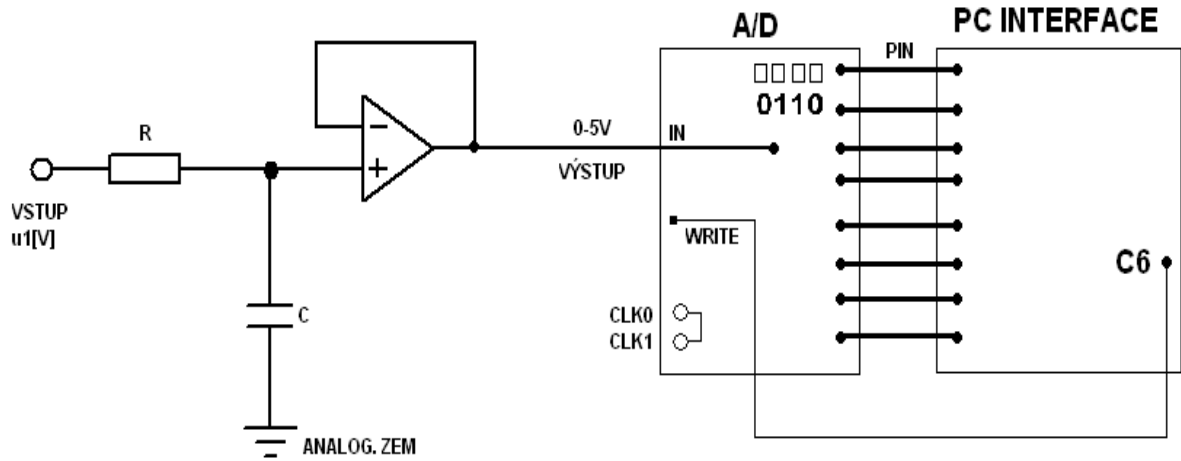 A/D
PC INTERFACE
PIN
0110
R
−
+
0-5V
IN
VÝSTUP
VSTUP
u1[V]
WRITE
C6
C
CLK0
CLK1
ANALOG. ZEM